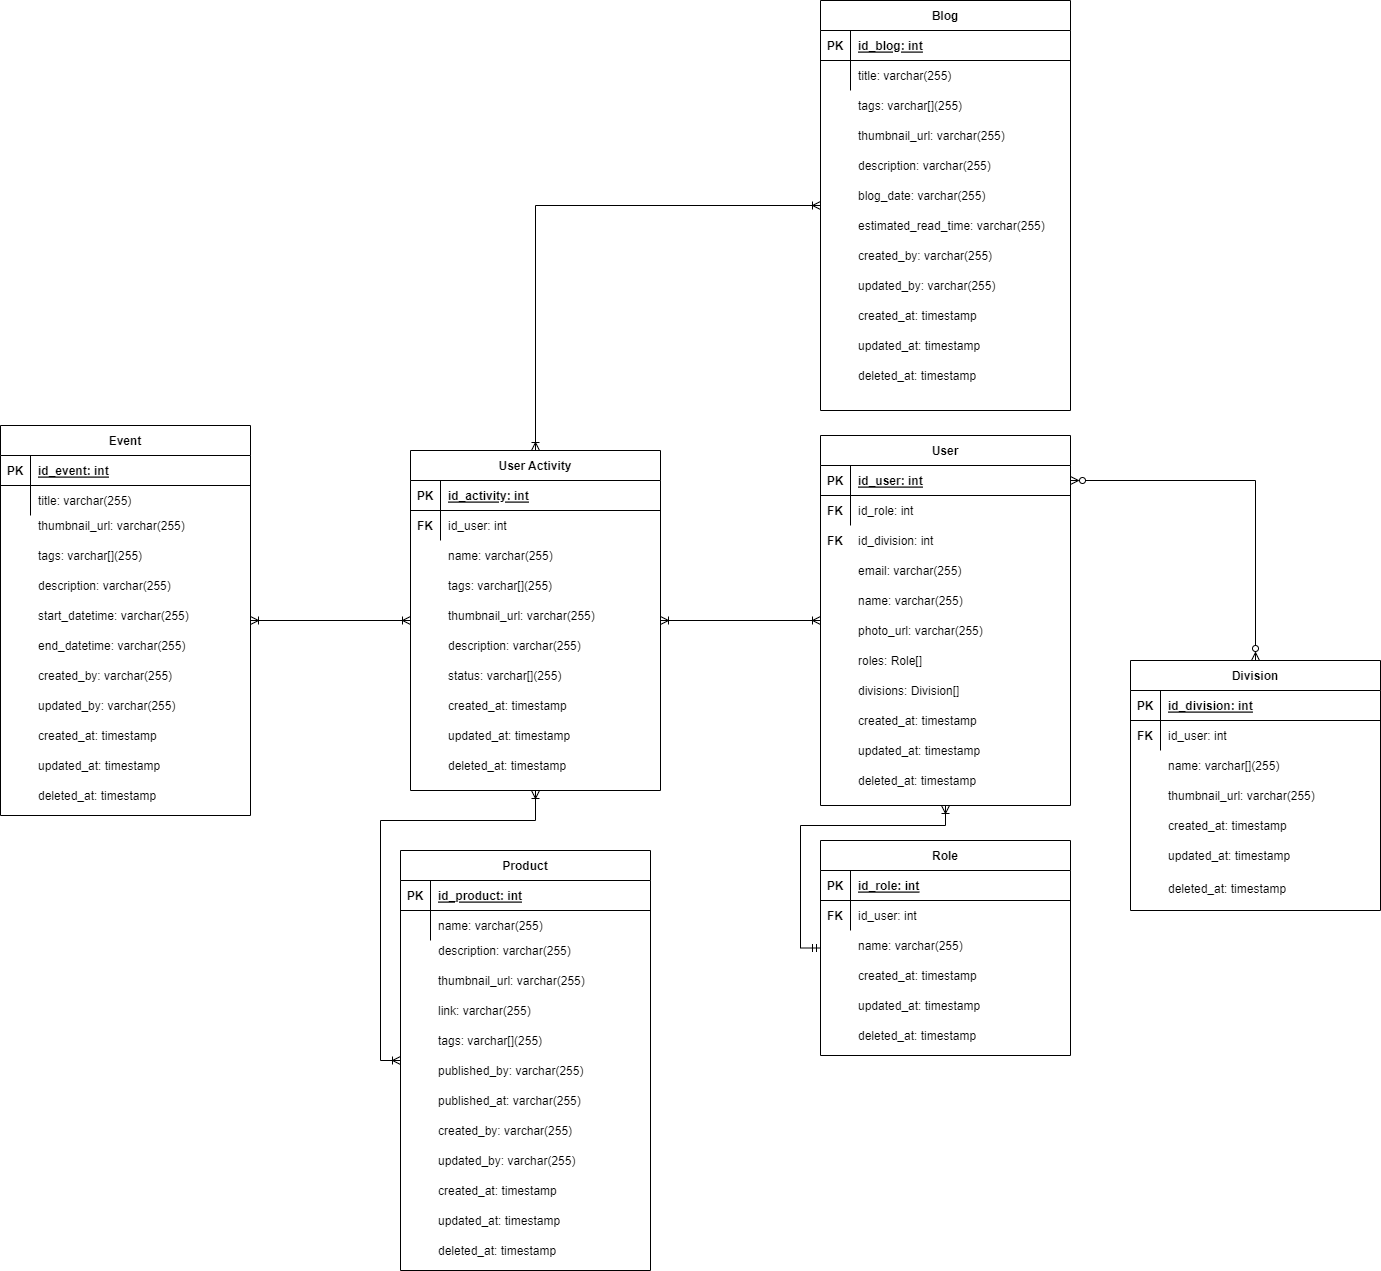 Blog
PK id_blog: int
title: varchar(255)
tags: varchar[](255)
thumbnail_url: varchar(255)
description: varchar(255)
blog_date: varchar(255)
estimated_read_time: varchar(255)
created_by: varchar(255)
updated_by: varchar(255)
created_at: timestamp
updated_at: timestamp
deleted_at: timestamp
Event
PK id_event: int
title: varchar(255)
thumbnail_url: varchar(255)
tags: varchar[](255)
description: varchar(255)
start_datetime: varchar(255)
end_datetime: varchar(255)
created_by: varchar(255)
updated_by: varchar(255)
created_at: timestamp
updated_at: timestamp
deleted_at: timestamp
User Activity
PK id_activity: int
FK id_user: int
name: varchar(255)
tags: varchar[](255)
thumbnail_url: varchar(255)
description: varchar(255)
status: varchar[](255)
created_at: timestamp
updated_at: timestamp
deleted_at: timestamp
User
PK id_user: int
FK id_role: int
FK id_division: int
email: varchar(255)
name: varchar(255)
photo_url: varchar(255)
roles: Role[]
divisions: Division[]
created_at: timestamp
updated_at: timestamp
deleted_at: timestamp
Division
PK id_division: int
FK id_user: int
name: varchar[](255)
thumbnail_url: varchar(255)
created_at: timestamp
updated_at: timestamp
deleted_at: timestamp
Product
PK id_product: int
name: varchar(255)
description: varchar(255)
thumbnail_url: varchar(255)
link: varchar(255)
tags: varchar[](255)
published_by: varchar(255)
published_at: varchar(255)
created_by: varchar(255)
updated_by: varchar(255)
created_at: timestamp
updated_at: timestamp
deleted_at: timestamp
Role
PK id_role: int
FK id_user: int
name: varchar(255)
created_at: timestamp
updated_at: timestamp
deleted_at: timestamp